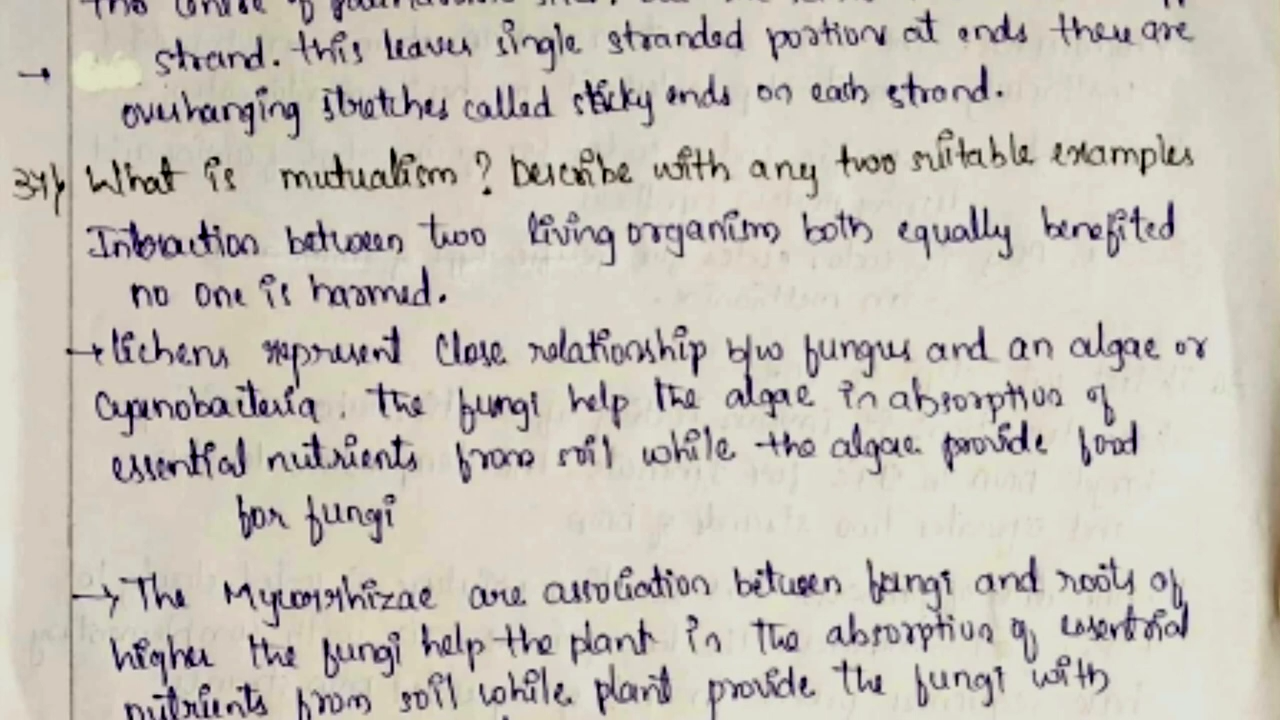 strand. this leaves single stranded portions at ends there are
→ overhanging stretches called sticky ends on each strand.
34) What is mutualism? Describe with any two suitable examples
Interaction between two living organism both equally benefited
no one is harmed.
→ lichens represent close relationship b/w fungus and an algae or
Cyanobacteria. The fungi help the algae in absorption of
essential nutrients from soil while the algae provide food
for fungi
→ The Mycorrhizae are association between fungi and roots of
higher the fungi help the plant in the absorption of essential
nutrients from soil while plant provide the fungi with